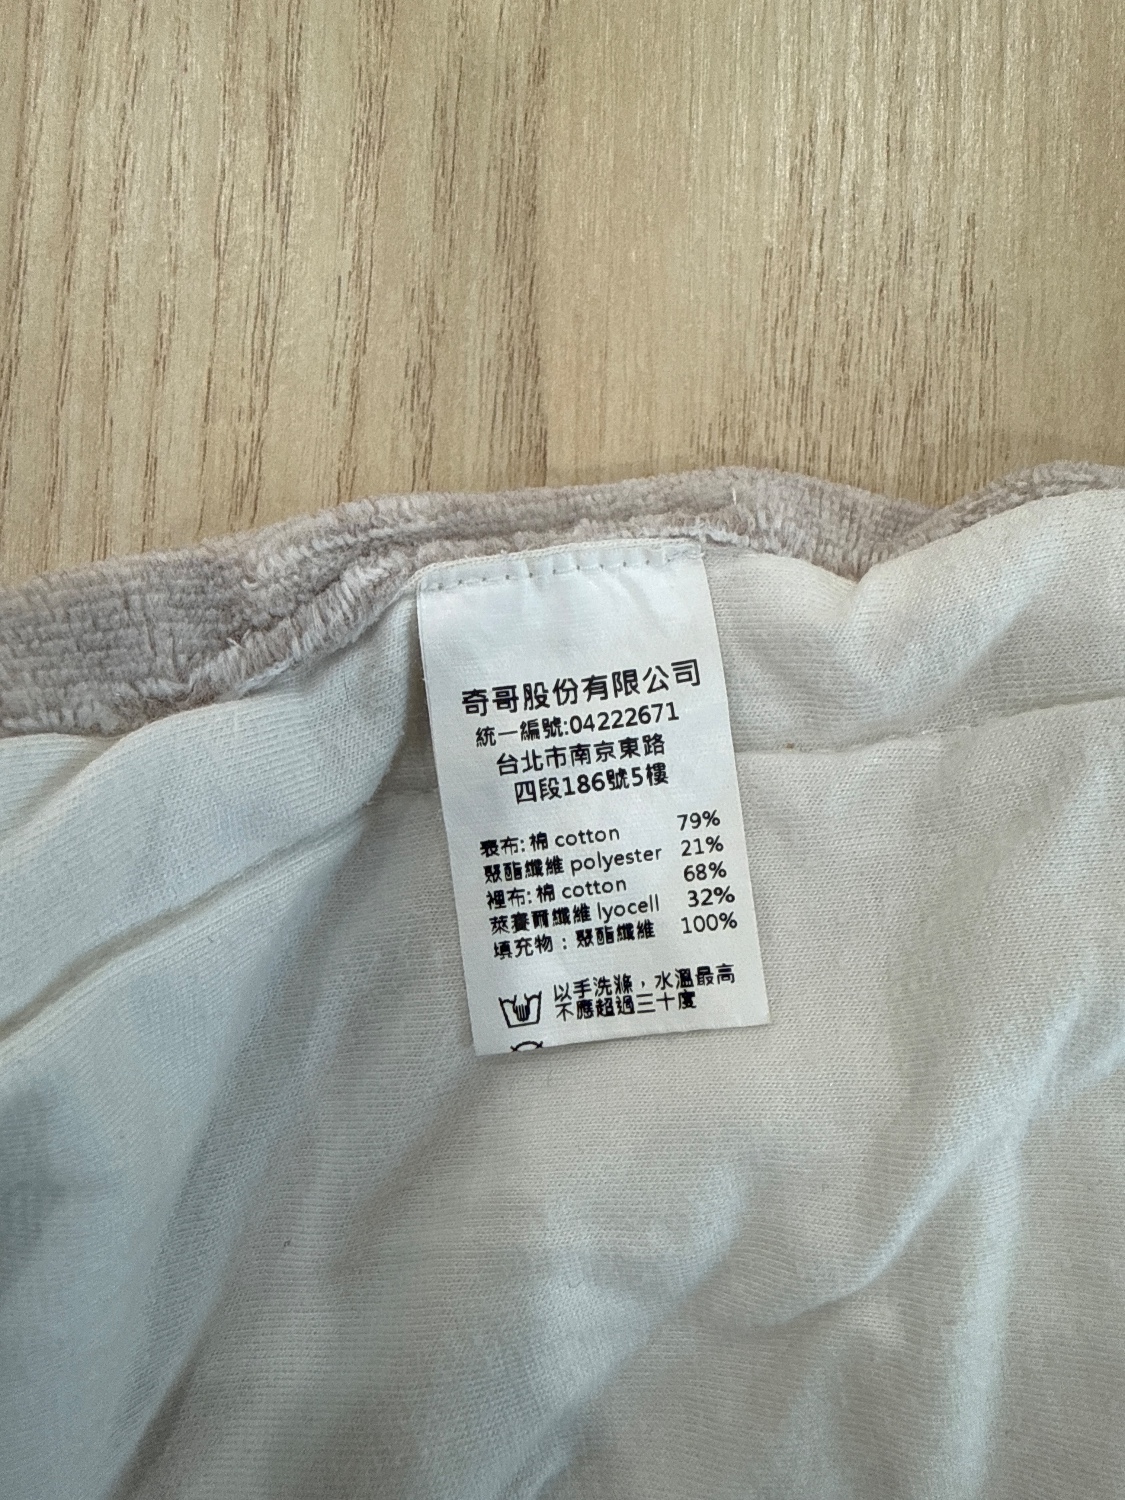 奇哥股份有限公司
統一編號:04222671
台北市南京東路
四段186號5樓
表布:棉 cotton 79%
聚酯纖維 polyester 21%
裡布:棉 cotton 68%
萊賽爾纖維 lyocell 32%
填充物：聚酯纖維 100%
以手洗滌，水溫最高
不應超過三十度